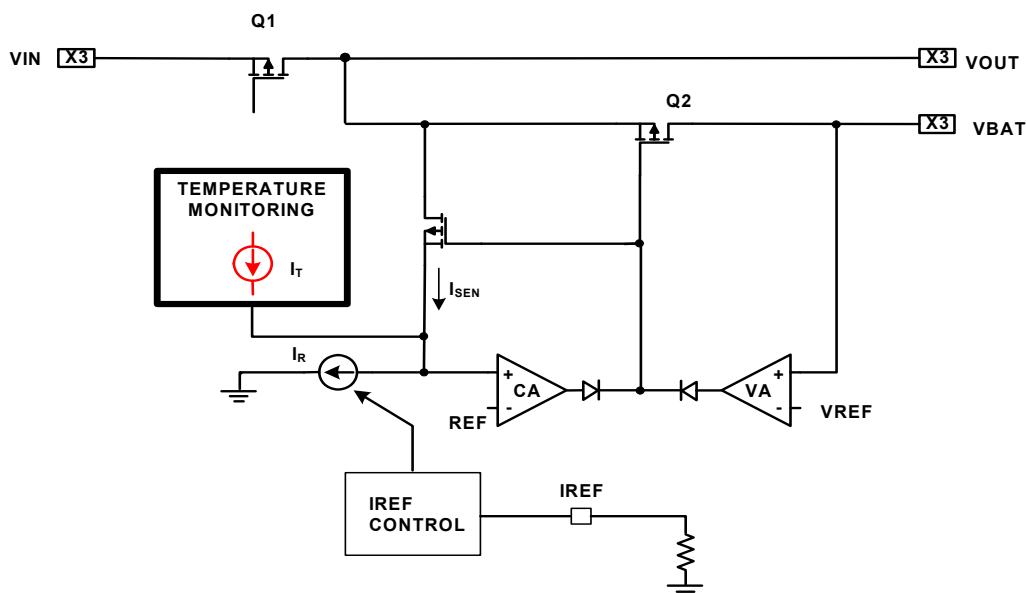 Q1
VIN X3
X3 VOUT
Q2
X3 VBAT
TEMPERATURE
MONITORING
IT
ISEN
IR
+
CA
-
REF
+
VA
-
VREF
IREF
CONTROL
IREF